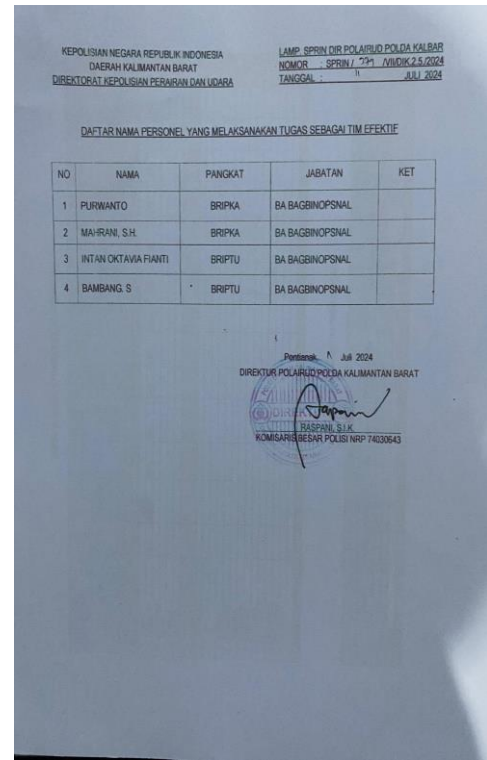 KEPOLISIAN NEGARA REPUBLIK INDONESIA
DAERAH KALIMANTAN BARAT
DIREKTORAT KEPOLISIAN PERAIRAN DAN UDARA
LAMP. SPRIN DIR POLAIRUD POLDA KALBAR
NOMOR : SPRIN / /VII/DIK.2.5./2024
TANGGAL : 11 JULI 2024
DAFTAR NAMA PERSONEL YANG MELAKSANAKAN TUGAS SEBAGAI TIM EFEKTIF
NO NAMA PANGKAT JABATAN KET
1 PURWANTO BRIPKA BA BAGBINOPSNAL
2 MAHRANI, S.H. BRIPKA BA BAGBINOPSNAL
3 INTAN OKTAVIA FIANTI BRIPTU BA BAGBINOPSNAL
4 BAMBANG. S BRIPTU BA BAGBINOPSNAL
Pontianak, Juli 2024
DIREKTUR POLAIRUD POLDA KALIMANTAN BARAT
RASPANI, S.I.K.
KOMISARIS BESAR POLISI NRP 74030643